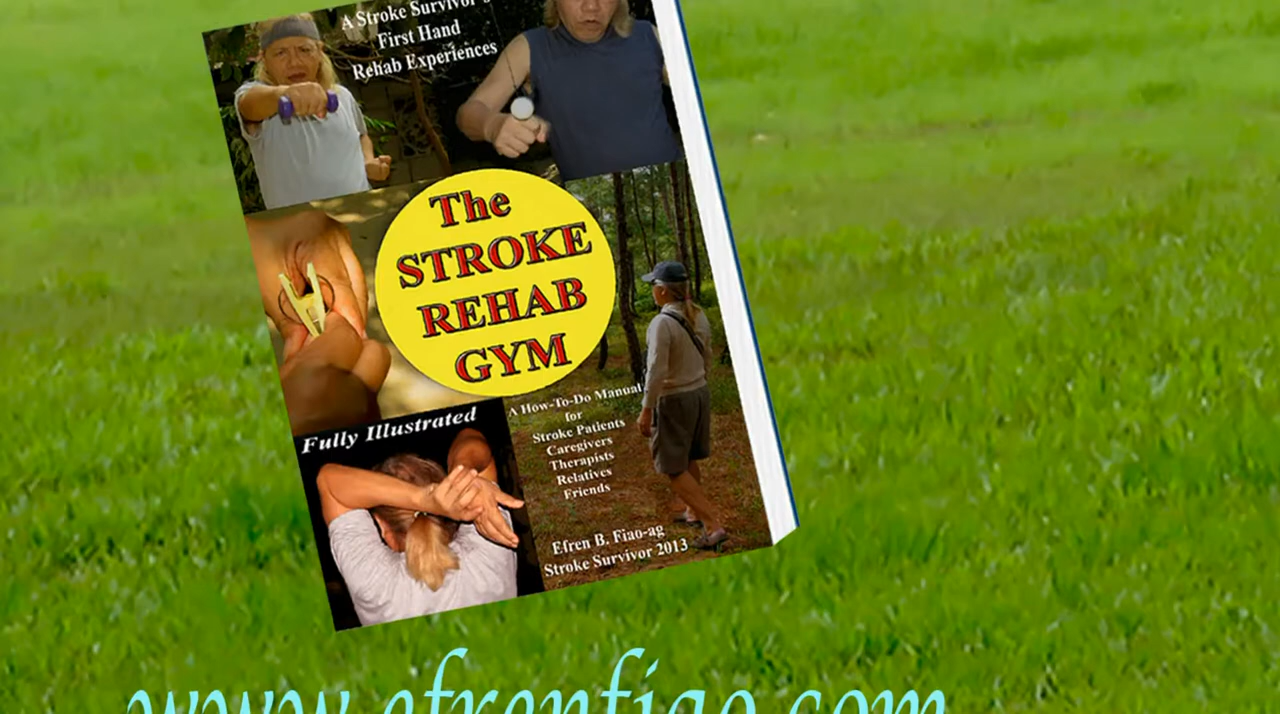 A Stroke Survivor's
First Hand
Rehab Experiences
The
STROKE
REHAB
GYM
Fully Illustrated
A How-To-Do Manual
for
Stroke Patients
Caregivers
Therapists
Relatives
Friends
Efren B. Fiao-ag
Stroke Survivor 2013
www.efrenfiao.com